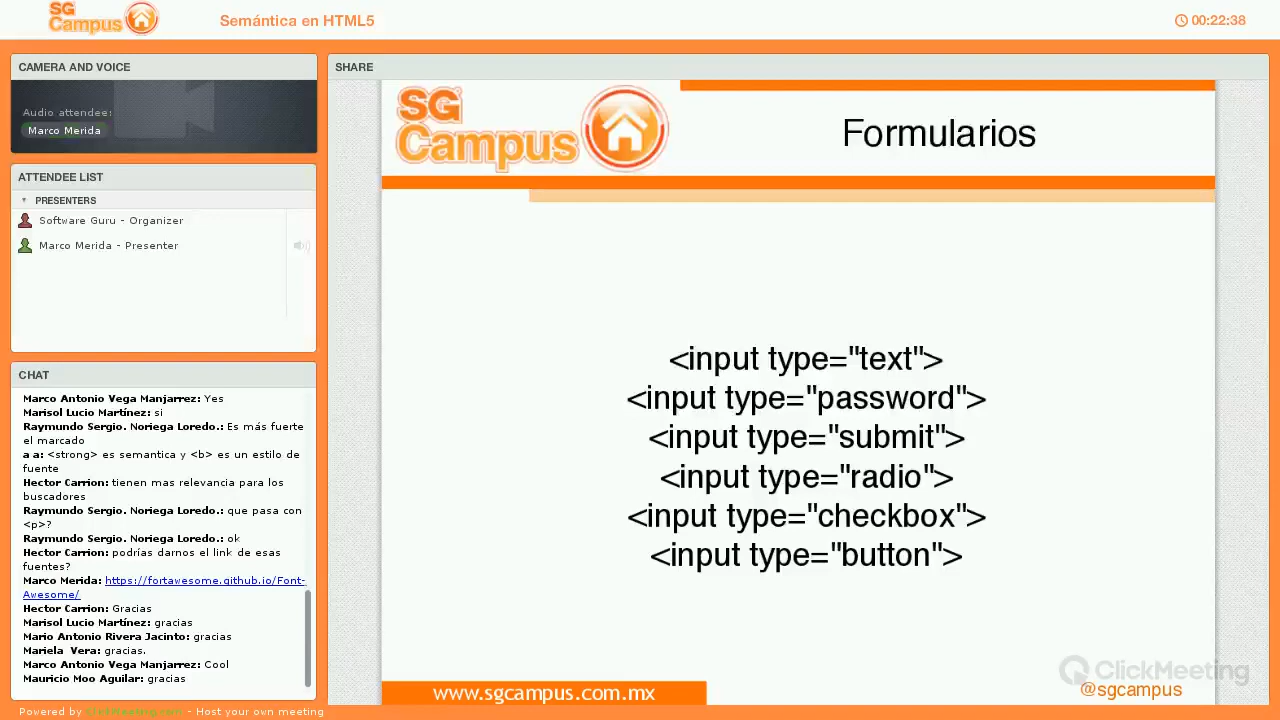 SG
Campus
Semántica en HTML5
00:22:38
CAMERA AND VOICE
Audio attendee:
Marco Merida
ATTENDEE LIST
PRESENTERS
Software Guru - Organizer
Marco Merida - Presenter
CHAT
Marco Antonio Vega Manjarrez: Yes
Marisol Lucio Martínez: si
Raymundo Sergio. Noriega Loredo.: Es más fuerte
el marcado
a a: <strong> es semantica y <b> es un estilo de
fuente
Hector Carrion: tienen mas relevancia para los
buscadores
Raymundo Sergio. Noriega Loredo.: que pasa con
<p>?
Raymundo Sergio. Noriega Loredo.: ok
Hector Carrion: podrías darnos el link de esas
fuentes?
Marco Merida: https://fortawesome.github.io/Font-
Awesome/
Hector Carrion: Gracias
Marisol Lucio Martínez: gracias
Mario Antonio Rivera Jacinto: gracias
Mariela Vera: gracias.
Marco Antonio Vega Manjarrez: Cool
Mauricio Moo Aguilar: gracias
Powered by ClickMeeting.com - Host your own meeting
SHARE
SG
Campus
Formularios
<input type="text">
<input type="password">
<input type="submit">
<input type="radio">
<input type="checkbox">
<input type="button">
www.sgcampus.com.mx
ClickMeeting
@sgcampus